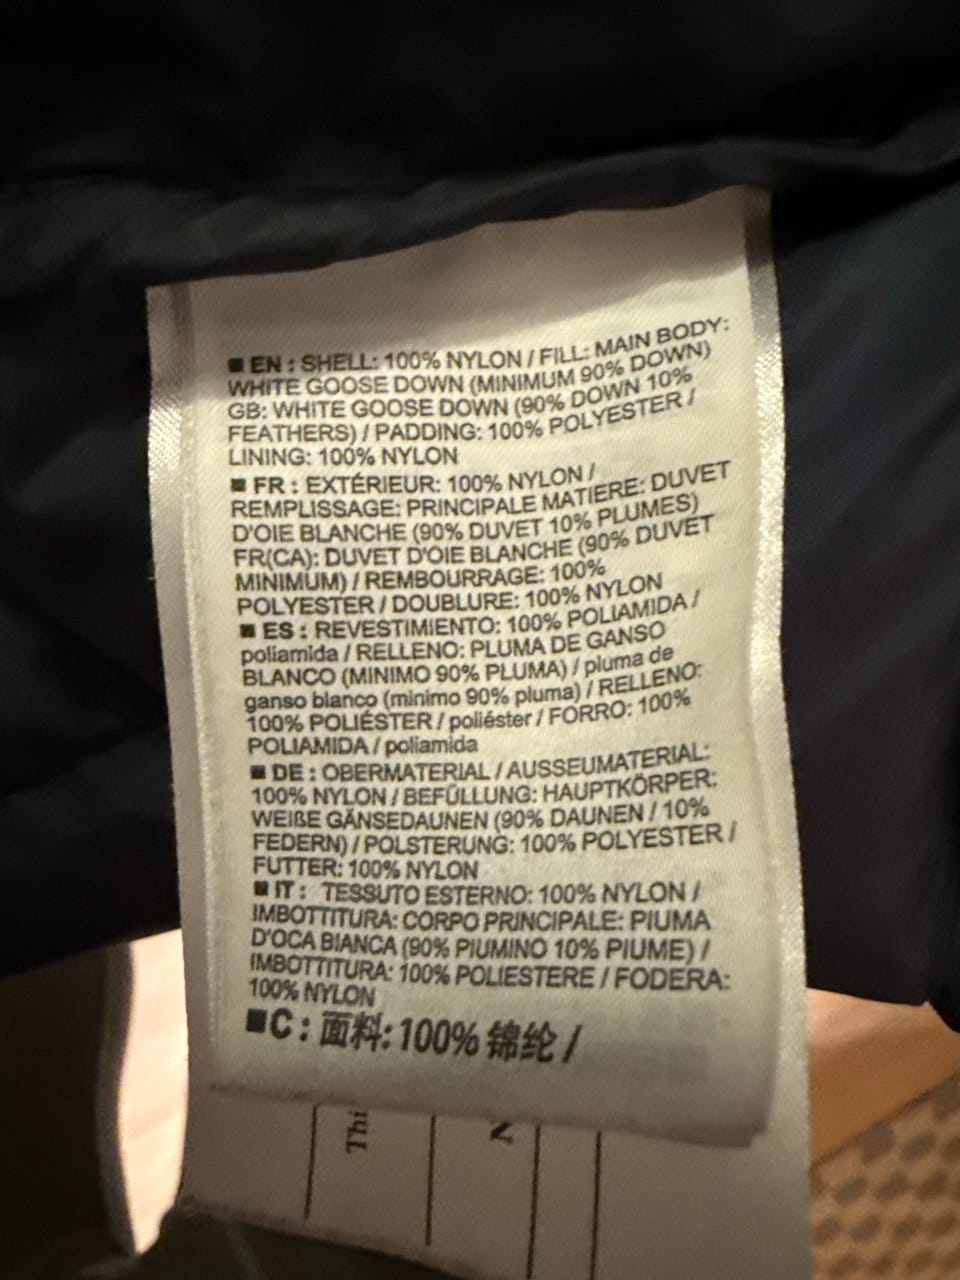 ■ EN : SHELL: 100% NYLON / FILL: MAIN BODY:
WHITE GOOSE DOWN (MINIMUM 90% DOWN)
GB: WHITE GOOSE DOWN (90% DOWN 10%
FEATHERS) / PADDING: 100% POLYESTER /
LINING: 100% NYLON
■ FR : EXTÉRIEUR: 100% NYLON /
REMPLISSAGE: PRINCIPALE MATIERE: DUVET
D'OIE BLANCHE (90% DUVET 10% PLUMES)
FR(CA): DUVET D'OIE BLANCHE (90% DUVET
MINIMUM) / REMBOURRAGE: 100%
POLYESTER / DOUBLURE: 100% NYLON
■ ES : REVESTIMIENTO: 100% POLIAMIDA /
poliamida / RELLENO: PLUMA DE GANSO
BLANCO (MINIMO 90% PLUMA) / pluma de
ganso blanco (minimo 90% pluma) / RELLENO:
100% POLIÉSTER / poliéster / FORRO: 100%
POLIAMIDA / poliamida
■ DE : OBERMATERIAL / AUSSEUMATERIAL:
100% NYLON / BEFÜLLUNG: HAUPTKÖRPER:
WEIßE GÄNSEDAUNEN (90% DAUNEN / 10%
FEDERN) / POLSTERUNG: 100% POLYESTER /
FUTTER: 100% NYLON
■ IT : TESSUTO ESTERNO: 100% NYLON /
IMBOTTITURA: CORPO PRINCIPALE: PIUMA
D'OCA BIANCA (90% PIUMINO 10% PIUME) /
IMBOTTITURA: 100% POLIESTERE / FODERA:
100% NYLON
■C : 面料: 100% 锦纶 /
Thi
N